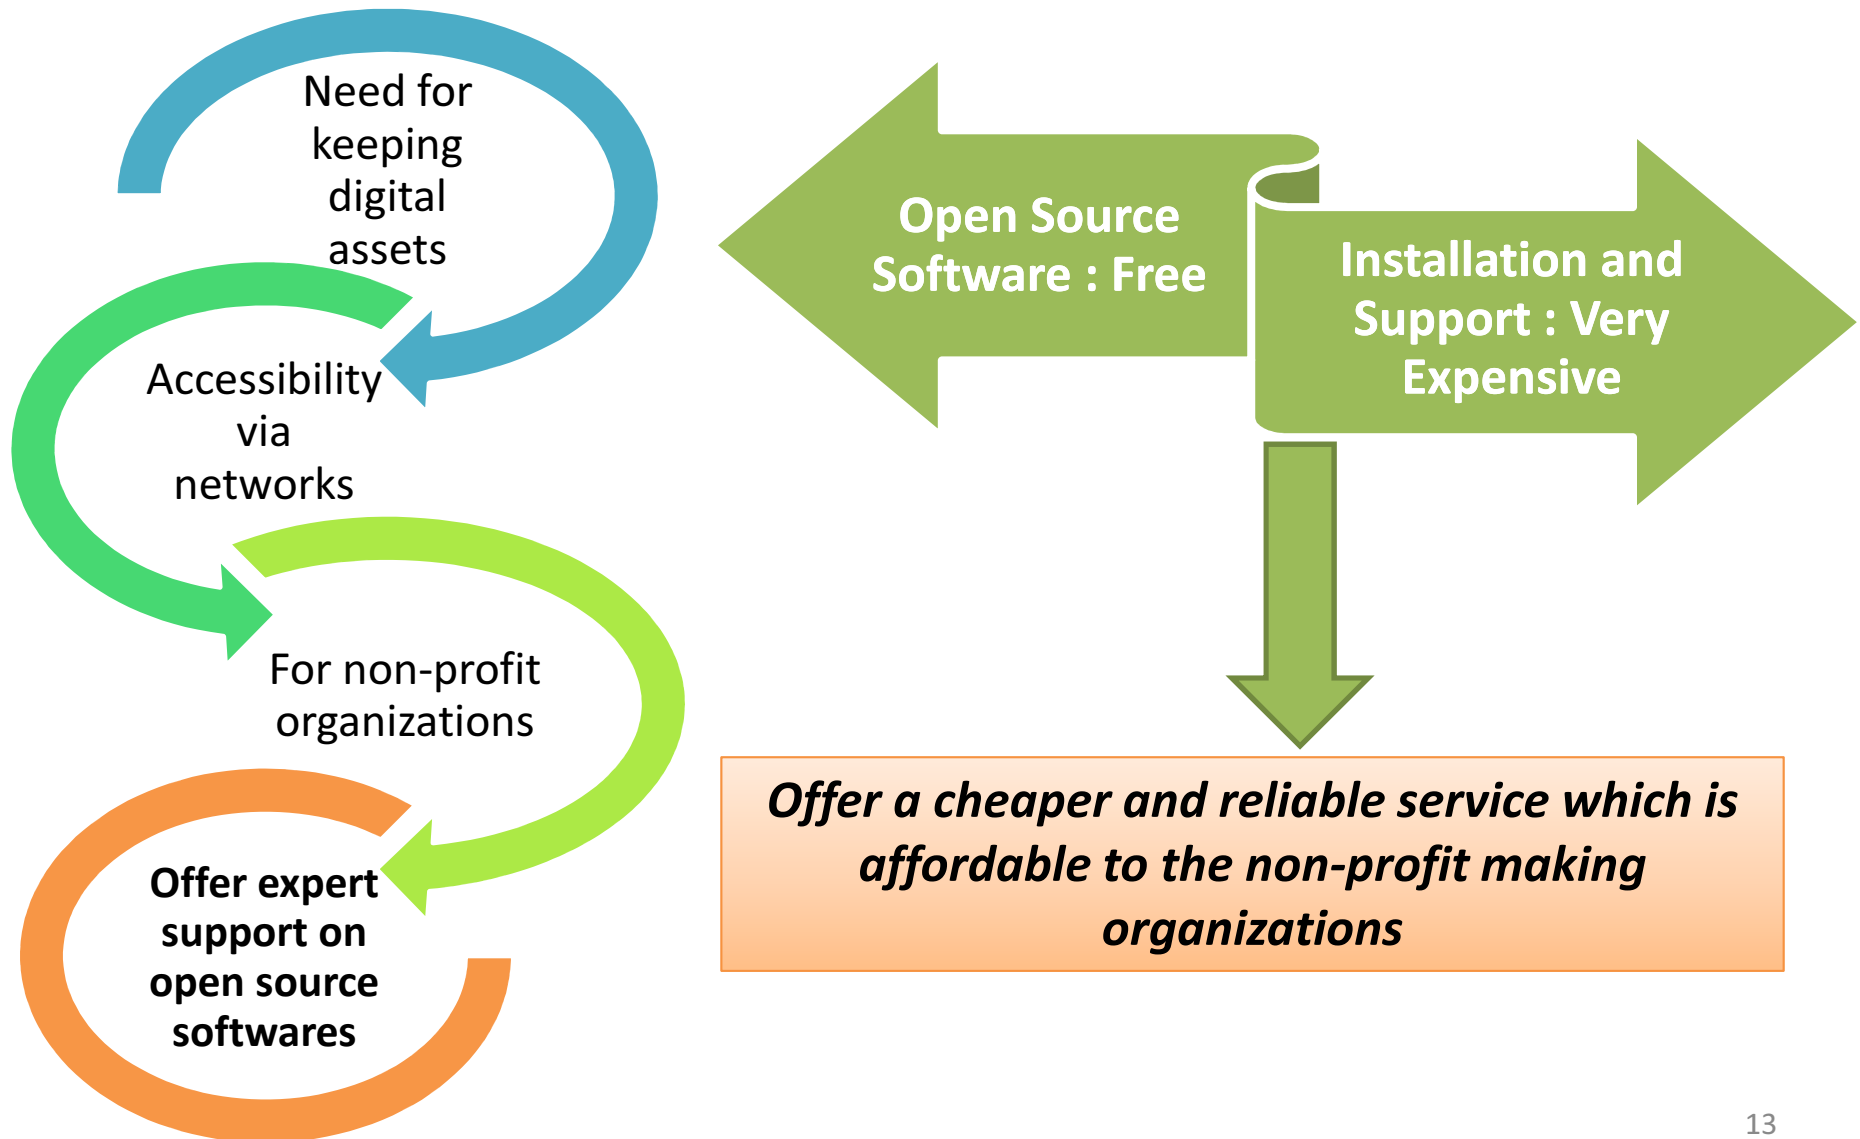 Need for
keeping
digital
assets
Accessibility
via
networks
For non-profit
organizations
Offer expert
support on
open source
softwares
Open Source
Software : Free
Installation and
Support : Very
Expensive
Offer a cheaper and reliable service which is
affordable to the non-profit making
organizations
13